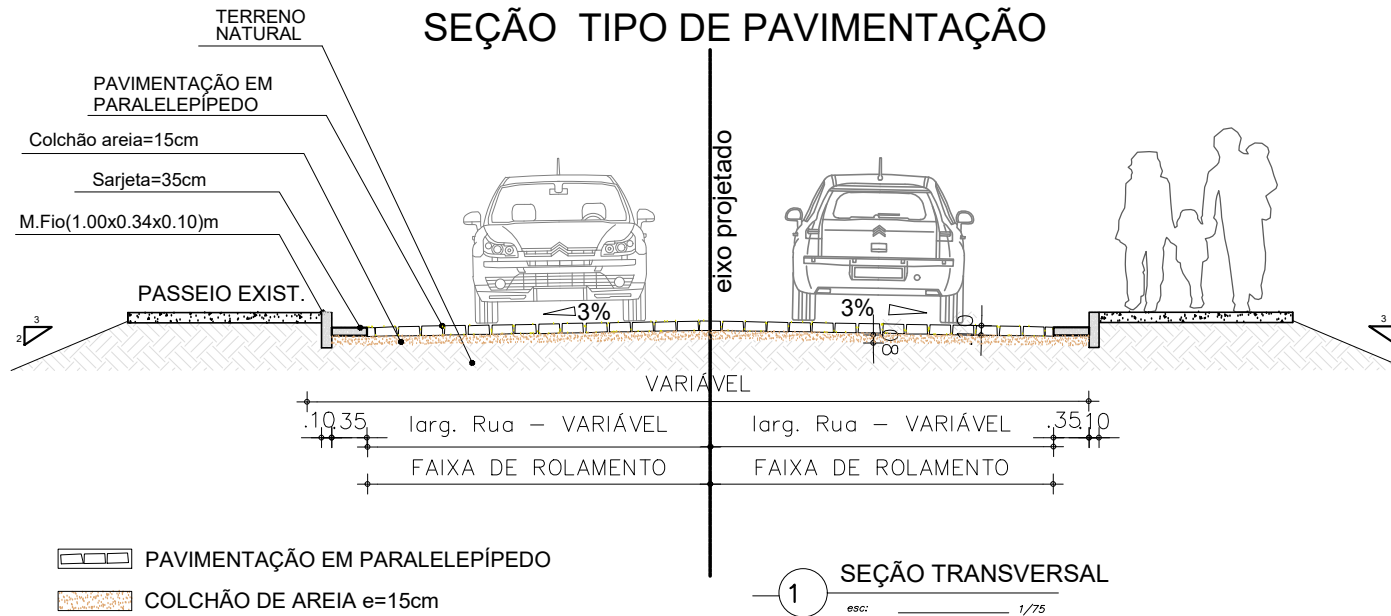 SEÇÃO TIPO DE PAVIMENTAÇÃO
TERRENO
NATURAL
PAVIMENTAÇÃO EM
PARALELEPÍPEDO
Colchão areia=15cm
Sarjeta=35cm
M.Fio(1.00x0.34x0.10)m
PASSEIO EXIST.
eixo projetado
3%
3%
3
2
3
VARIÁVEL
.10
.35
larg. Rua – VARIÁVEL
larg. Rua – VARIÁVEL
.35
.10
FAIXA DE ROLAMENTO
FAIXA DE ROLAMENTO
PAVIMENTAÇÃO EM PARALELEPÍPEDO
COLCHÃO DE AREIA e=15cm
1
SEÇÃO TRANSVERSAL
esc: 1/75